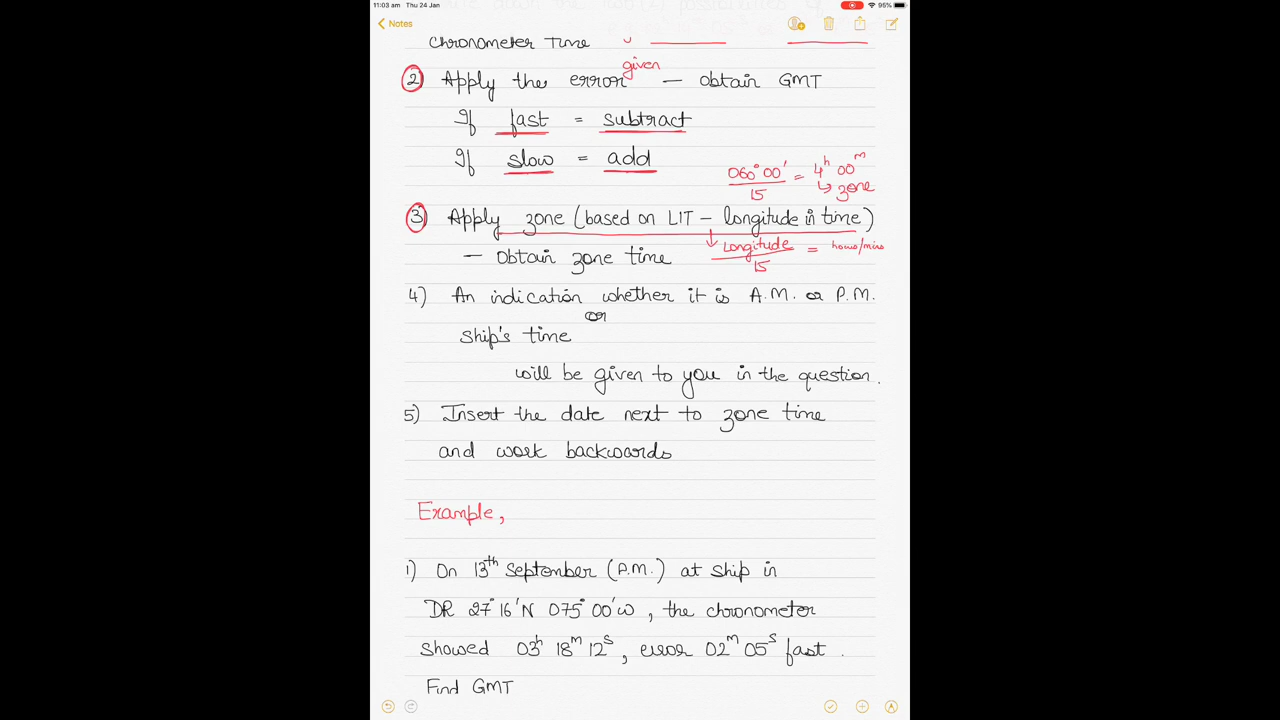 11:03 am Thu 24 Jan
95%
Notes
Chronometer Time
given
② Apply the error — obtain GMT
If fast = subtract
If slow = add
060° 00' / 15 = 4h 00m
↳ zone
③ Apply zone (based on LIT – longitude in time)
↓ Longitude / 15 = hours/mins
— Obtain zone time
4) An indication whether it is A.M. or P.M.
or
ship's time
will be given to you in the question.
5) Insert the date next to zone time
and work backwards
Example,
1) On 13th September (P.M.) at ship in
DR 27° 16'N 075° 00'W, the chronometer
showed 03h 18m 12s, error 02m 05s fast.
Find GMT